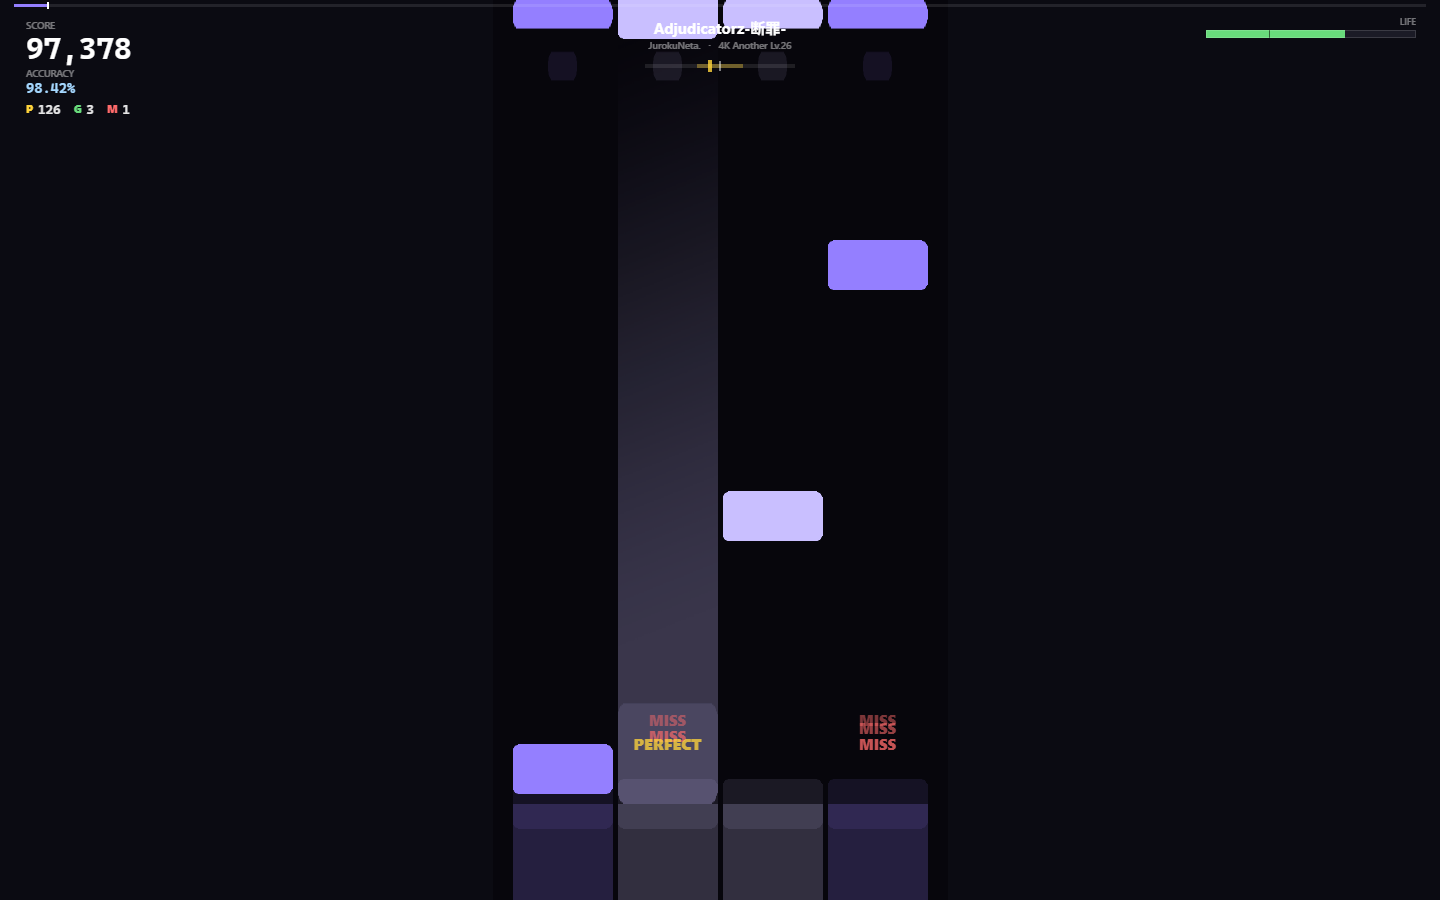 SCORE
97,378
ACCURACY
98.42%
P 126 G 3 M 1
Adjudicatorz-断罪-
JurokuNeta. · 4K Another Lv.26
LIFE
MISS
MISS
PERFECT
MISS
MISS
MISS